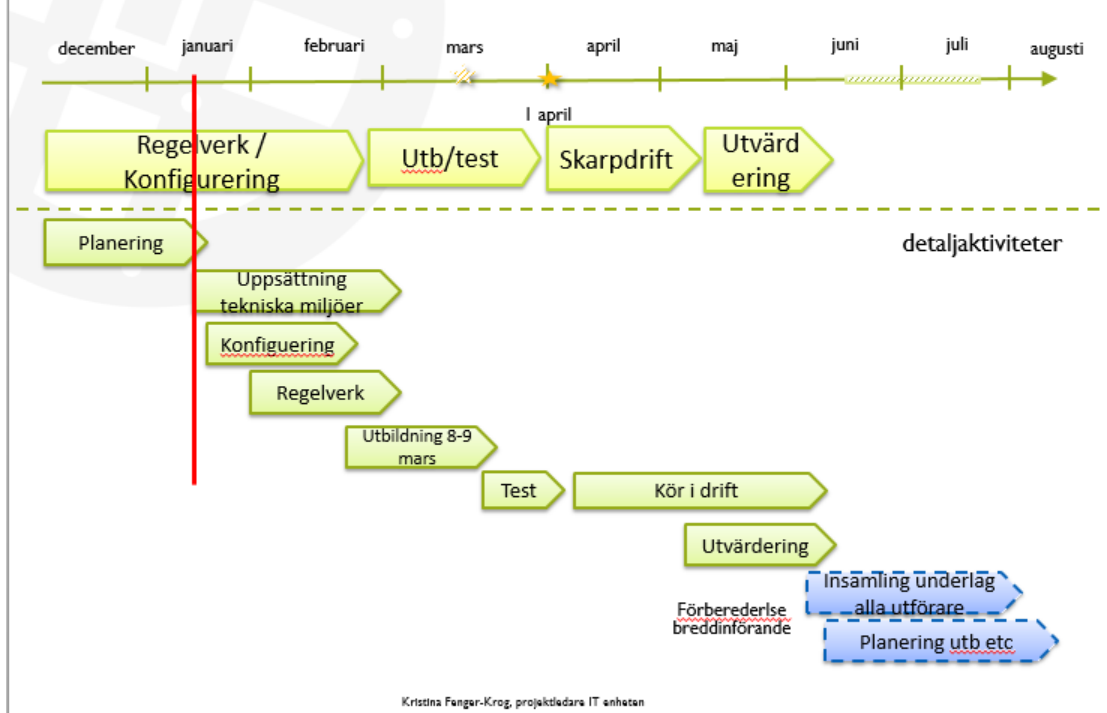 december januari februari mars april maj juni juli augusti
1 april
Regelverk /
Konfigurering
Utb/test
Skarpdrift
Utvärd
ering
detaljaktiviteter
Planering
Uppsättning
tekniska miljöer
Konfiguering
Regelverk
Utbildning 8-9
mars
Test
Kör i drift
Utvärdering
Insamling underlag
alla utförare
Förberederlse
breddinförande
Planering utb etc
Kristina Fenger-Krog, projektledare IT enheten